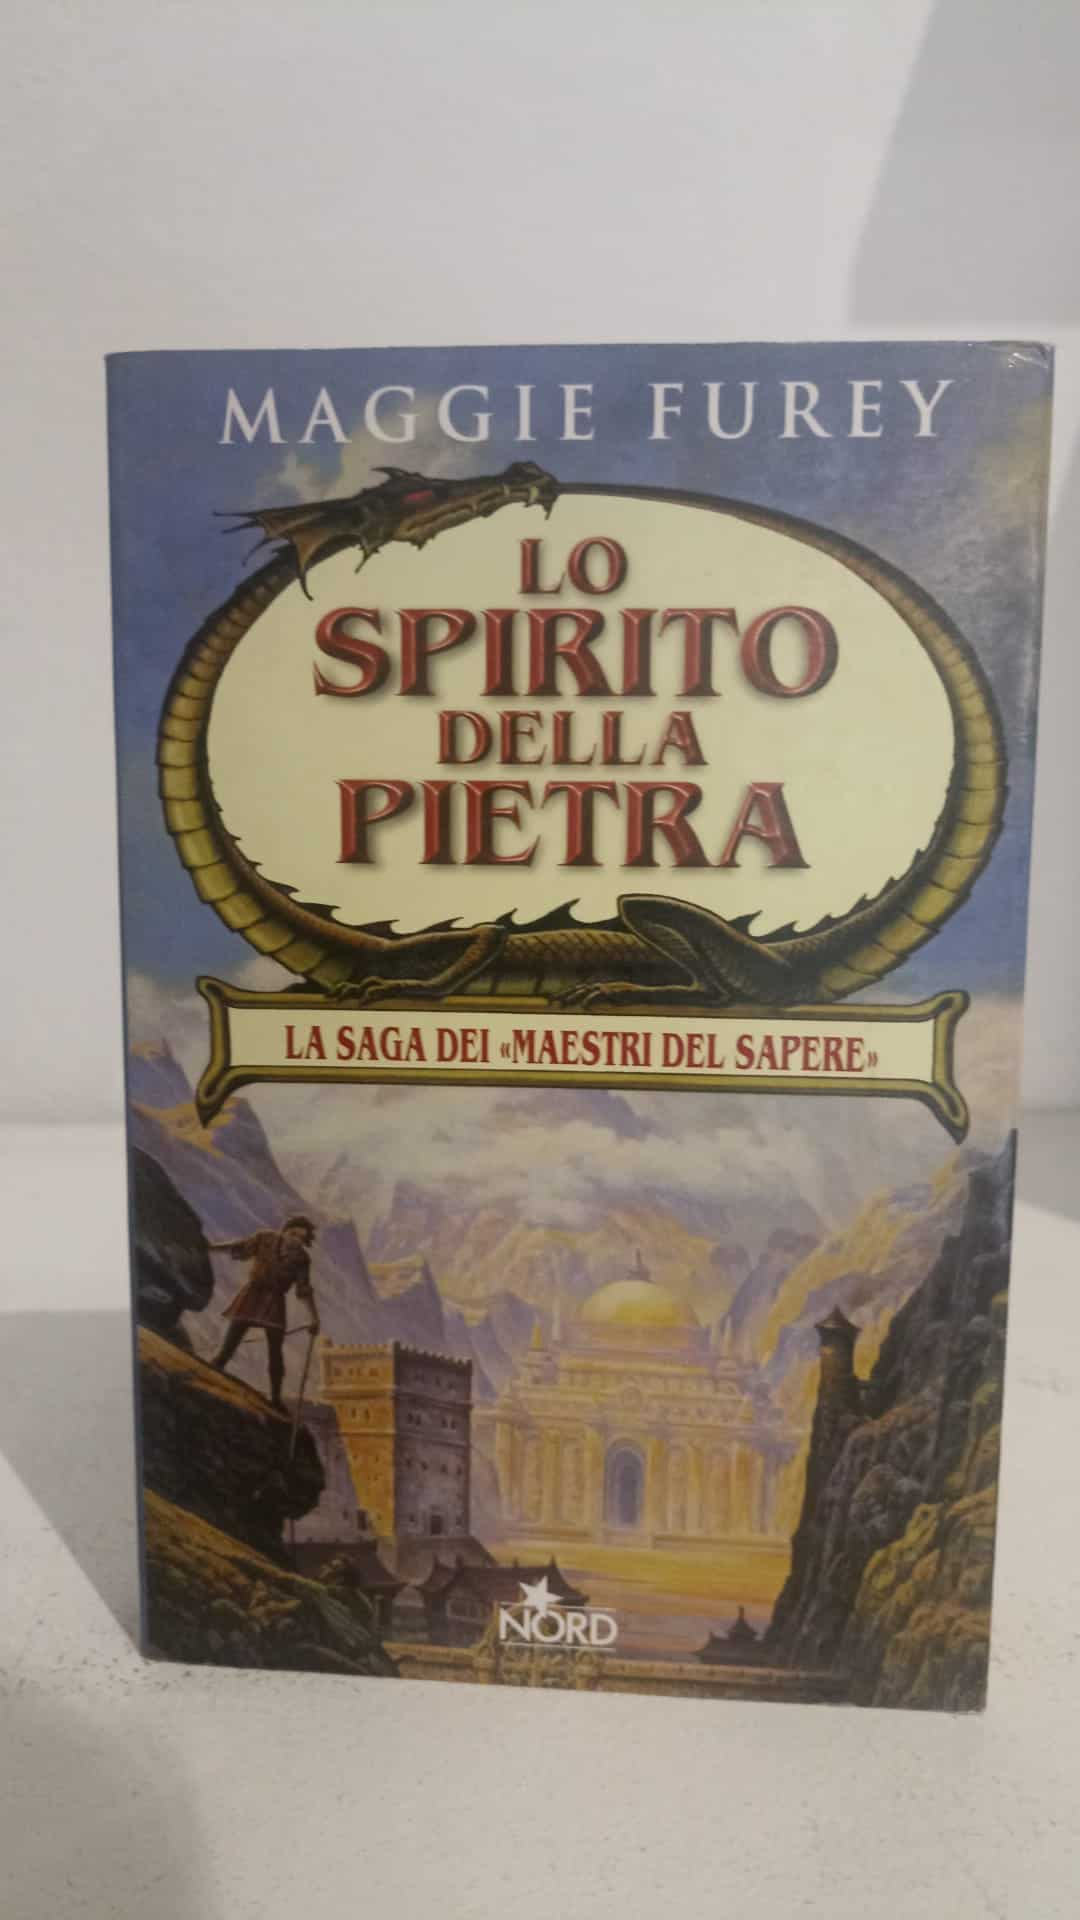 MAGGIE FUREY
LO
SPIRITO
DELLA
PIETRA
LA SAGA DEI «MAESTRI DEL SAPERE»
NORD